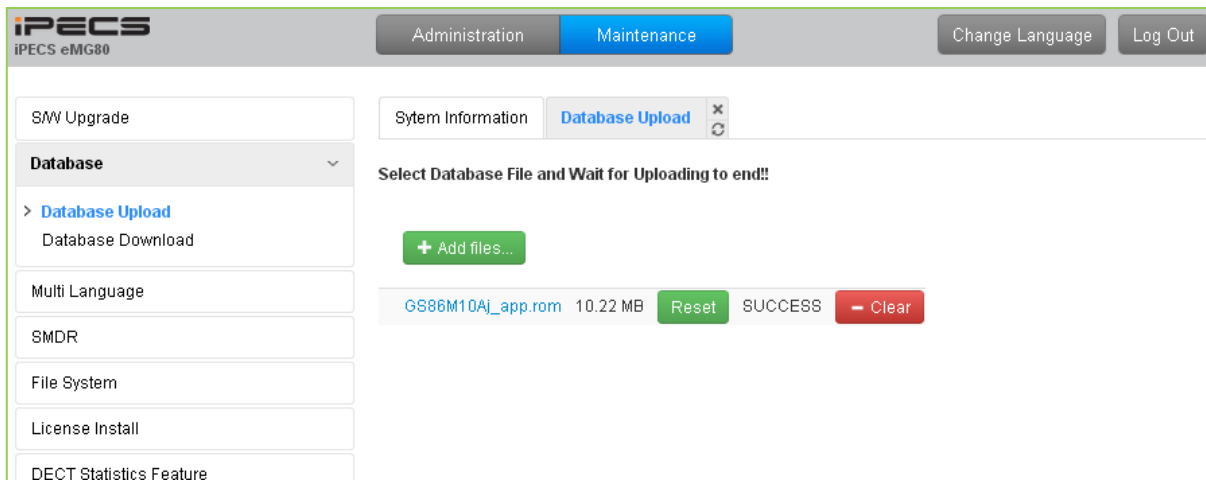 iPECS
iPECS eMG80
Administration
Maintenance
Change Language
Log Out
S/W Upgrade
Database
Database Upload
Database Download
Multi Language
SMDR
File System
License Install
DECT Statistics Feature
Sytem Information
Database Upload
Select Database File and Wait for Uploading to end!!
+ Add files...
GS86M10Aj_app.rom 10.22 MB Reset SUCCESS – Clear